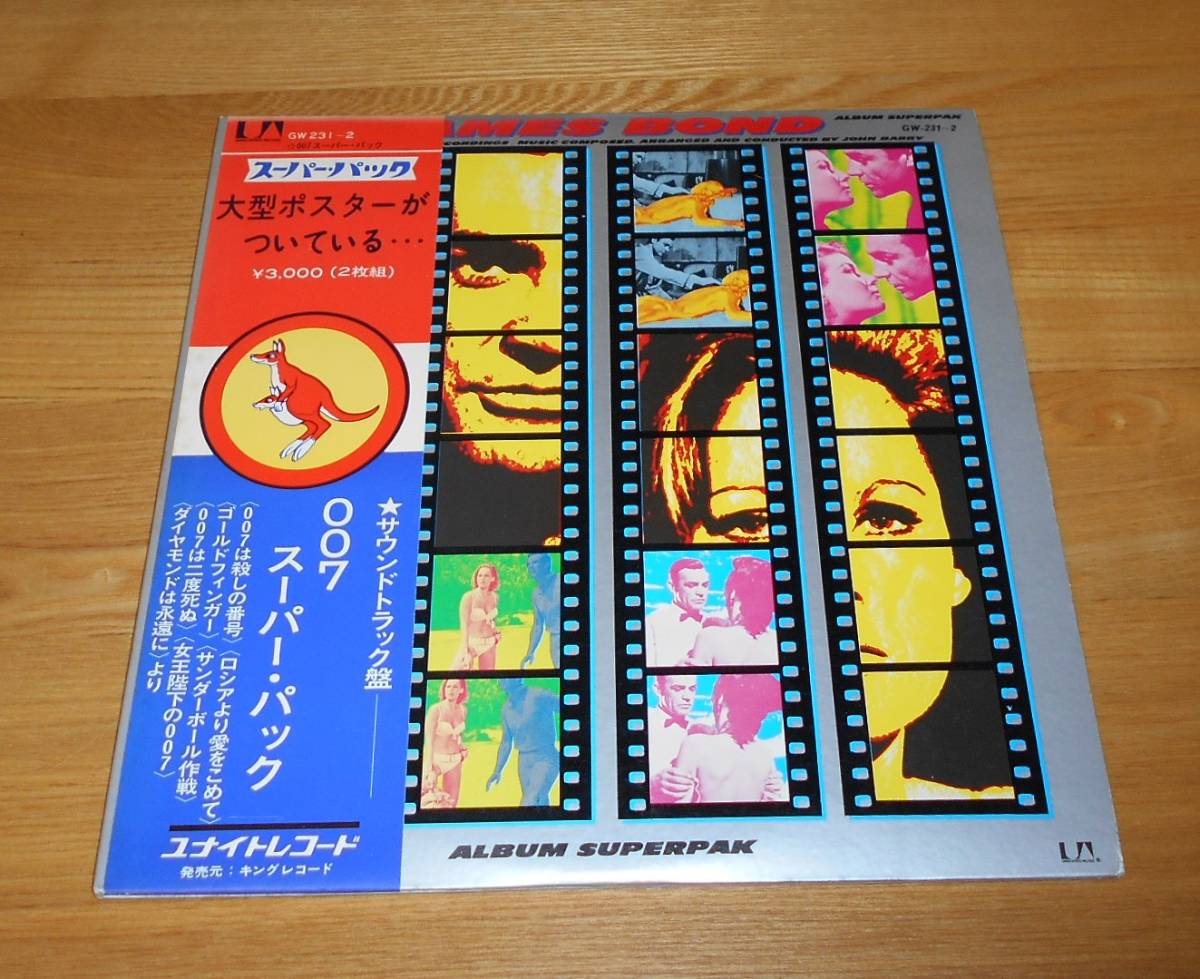 UA
GW 231-2
☆007スーパー・パック
スーパー・パック
大型ポスターが
ついている・・・
¥3,000 (2枚組)
★サウンドトラック盤
007
スーパー・パック
〈007は殺しの番号〉〈ロシアより愛をこめて〉
〈ゴールドフィンガー〉〈サンダーボール作戦〉
〈007は二度死ぬ〉〈女王陛下の007〉
〈ダイヤモンドは永遠に〉より
ユナイトレコード
発売元:キングレコード
AMES BOND
ALBUM SUPERPAK
GW-231-2
CORDINGS MUSIC COMPOSED, ARRANGED AND CONDUCTED BY JOHN BARRY
ALBUM SUPERPAK
UA